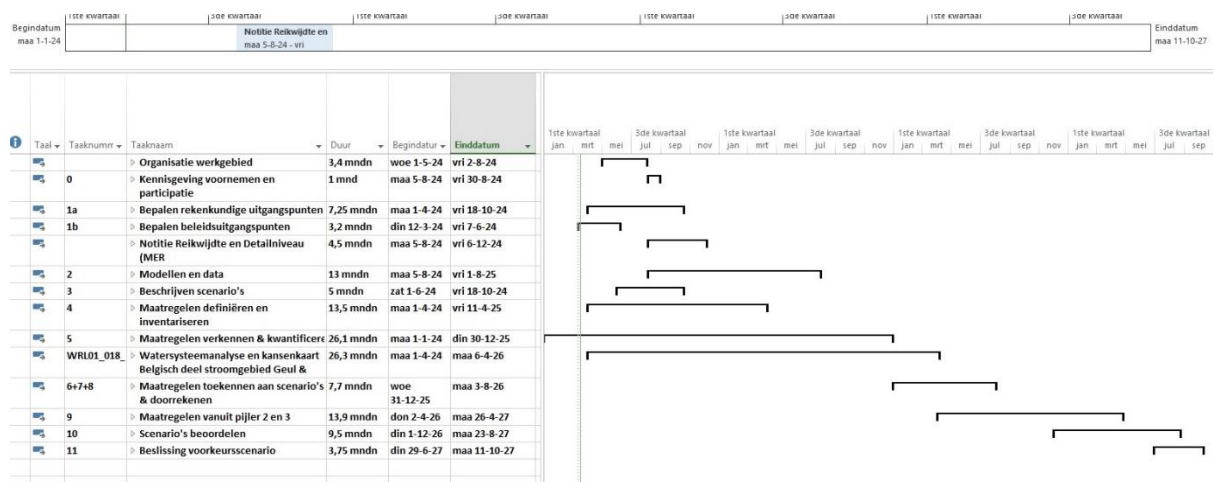 1ste kwartaal 3de kwartaal 1ste kwartaal 3de kwartaal 1ste kwartaal 3de kwartaal 1ste kwartaal 3de kwartaal
Begindatum
maa 1-1-24
Notitie Reikwijdte en
maa 5-8-24 - vri
Einddatum
maa 11-10-27
1ste kwartaal 3de kwartaal 1ste kwartaal 3de kwartaal 1ste kwartaal 3de kwartaal 1ste kwartaal 3de kwartaal
Taal Taaknumm Taaknaam Duur Begindatur Einddatum jan mrt mei jul sep nov jan mrt mei jul sep nov jan mrt mei jul sep nov jan mrt mei jul sep
Organisatie werkgebied 3,4 mndn woe 1-5-24 vri 2-8-24
0 Kennisgeving voornemen en 1 mnd maa 5-8-24 vri 30-8-24
participatie
1a Bepalen rekenkundige uitgangspunten 7,25 mndn maa 1-4-24 vri 18-10-24
1b Bepalen beleidsuitgangspunten 3,2 mndn din 12-3-24 vri 7-6-24
Notitie Reikwijdte en Detailniveau 4,5 mndn maa 5-8-24 vri 6-12-24
(MER
2 Modellen en data 13 mndn maa 5-8-24 vri 1-8-25
3 Beschrijven scenario's 5 mndn zat 1-6-24 vri 18-10-24
4 Maatregelen definiëren en 13,5 mndn maa 1-4-24 vri 11-4-25
inventariseren
5 Maatregelen verkennen & kwantificere 26,1 mndn maa 1-1-24 din 30-12-25
WRL01_018_ Watersysteemanalyse en kansenkaart 26,3 mndn maa 1-4-24 maa 6-4-26
Belgisch deel stroomgebied Geul &
6+7+8 Maatregelen toekennen aan scenario's 7,7 mndn woe maa 3-8-26
& doorrekenen 31-12-25
9 Maatregelen vanuit pijler 2 en 3 13,9 mndn don 2-4-26 maa 26-4-27
10 Scenario's beoordelen 9,5 mndn din 1-12-26 maa 23-8-27
11 Beslissing voorkeursscenario 3,75 mndn din 29-6-27 maa 11-10-27